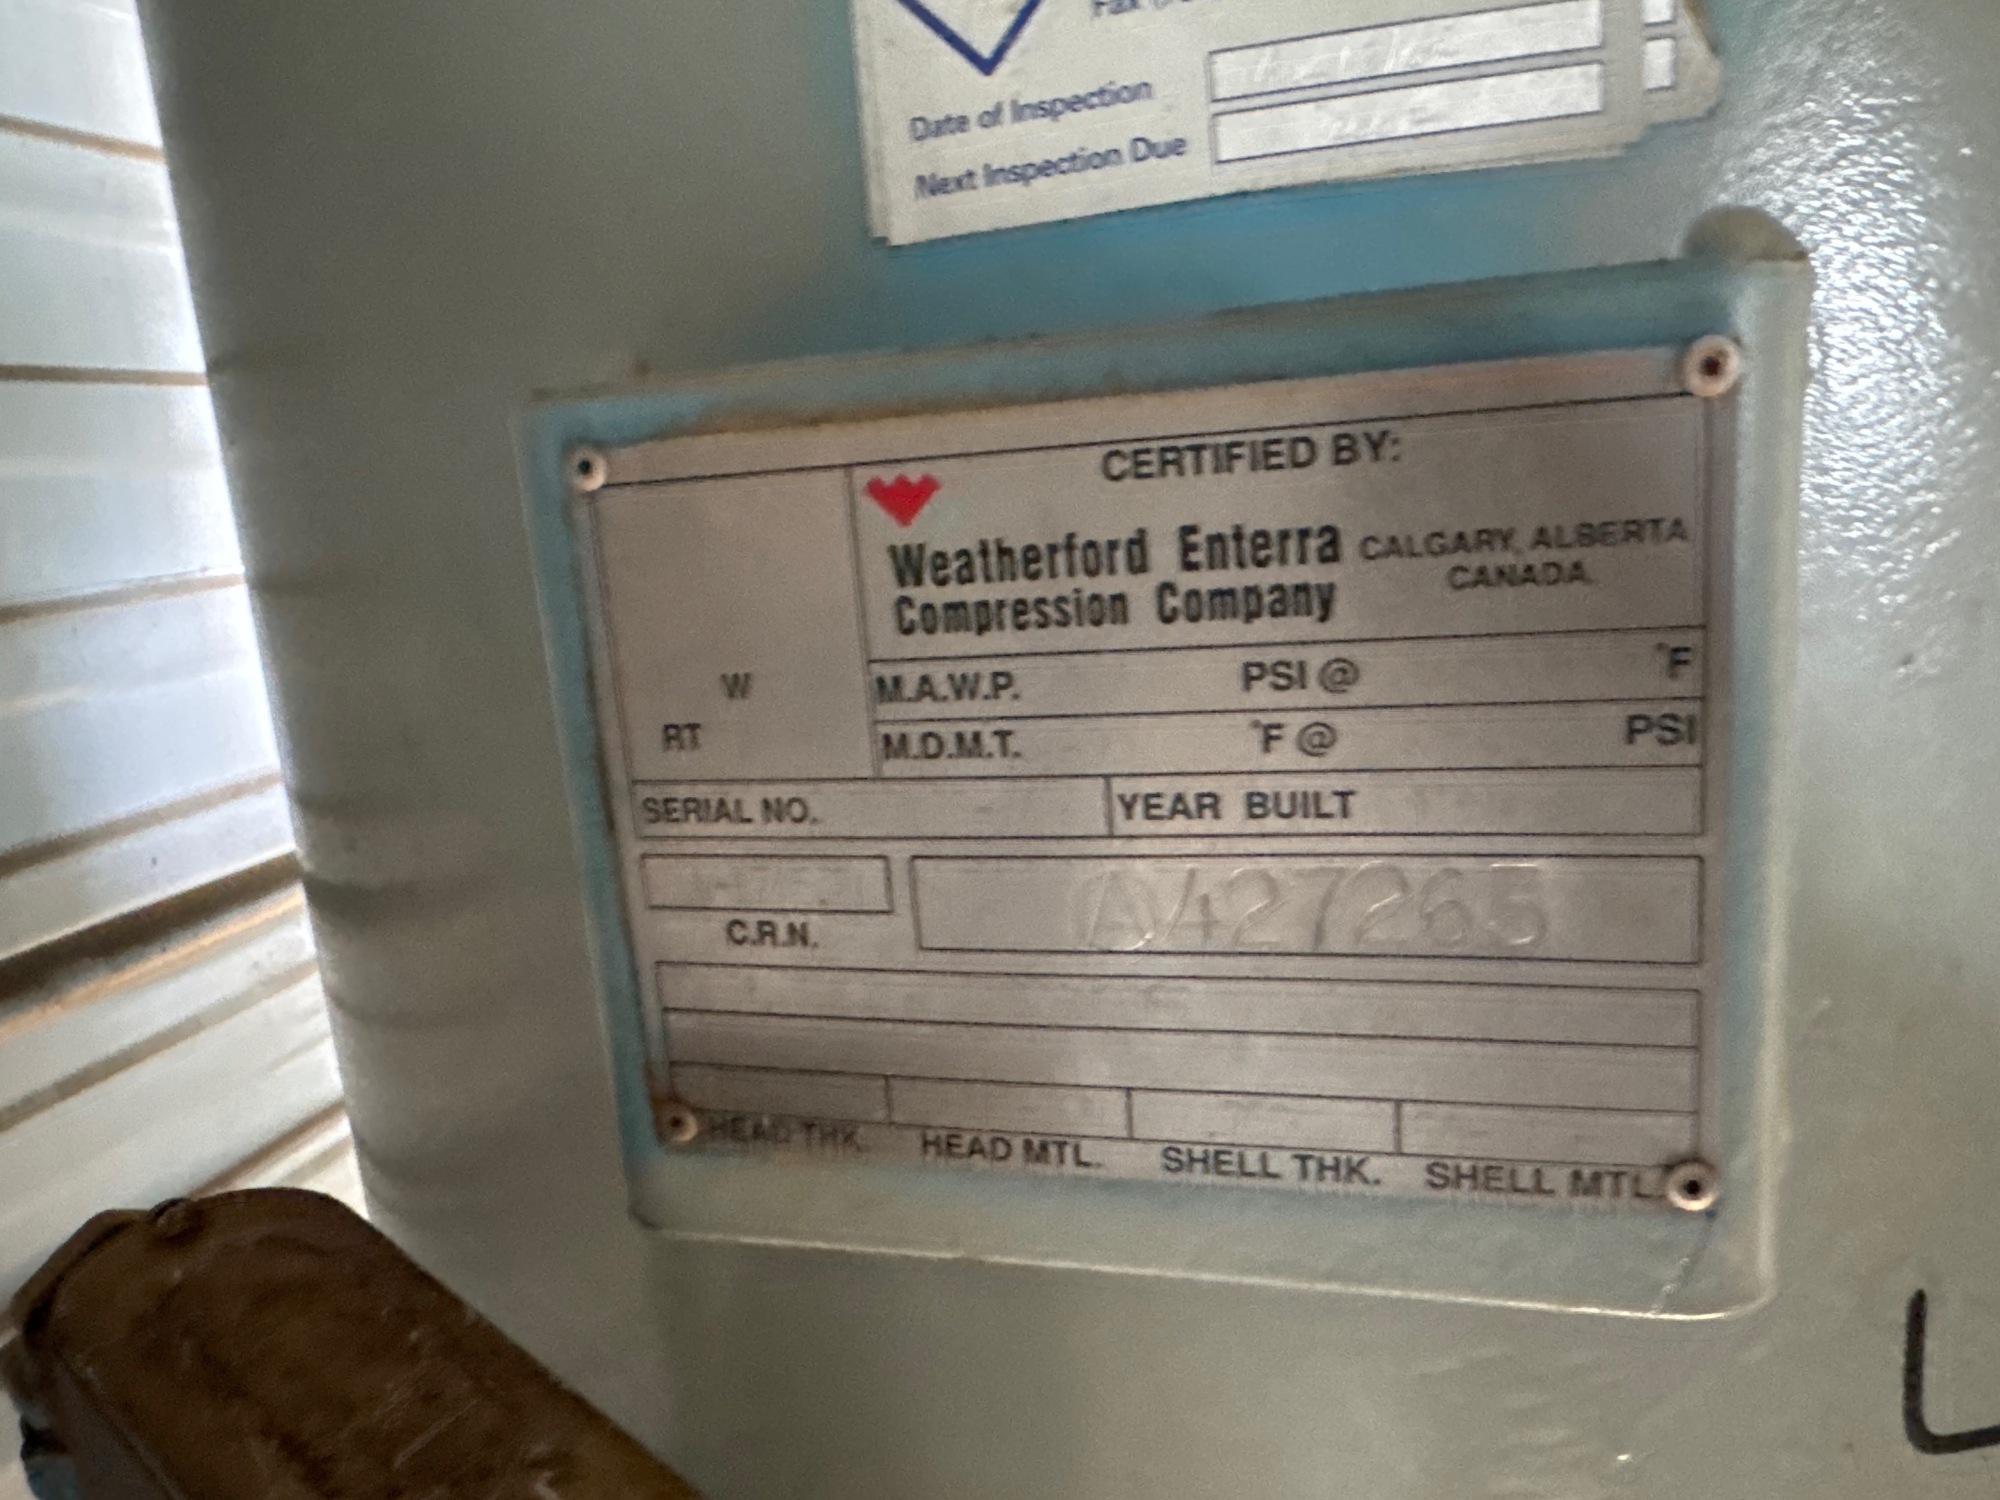 Date of Inspection
Next Inspection Due
CERTIFIED BY:
Weatherford Enterra
Compression Company
CALGARY, ALBERTA
CANADA
W
RT
M.A.W.P. PSI @ °F
M.D.M.T. °F @ PSI
SERIAL NO. YEAR BUILT
A427265
C.R.N.
HEAD THK. HEAD MTL. SHELL THK. SHELL MTL.